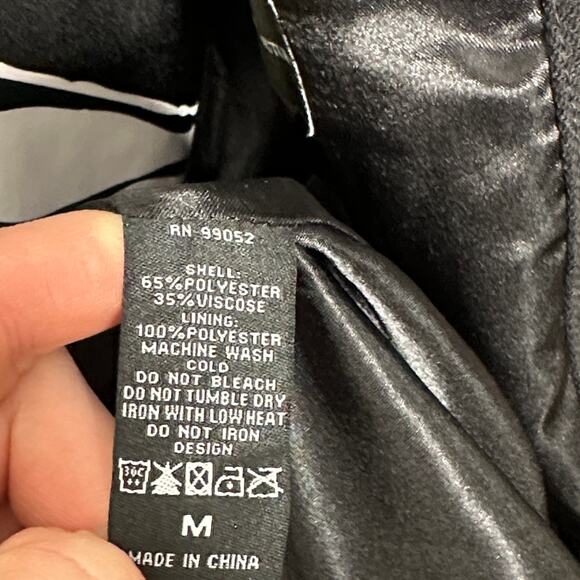 RN 99052
SHELL:
65%POLYESTER
35%VISCOSE
LINING:
100%POLYESTER
MACHINE WASH
COLD
DO NOT BLEACH
DO NOT TUMBLE DRY
IRON WITH LOW HEAT
DO NOT IRON
DESIGN
30C
M
MADE IN CHINA